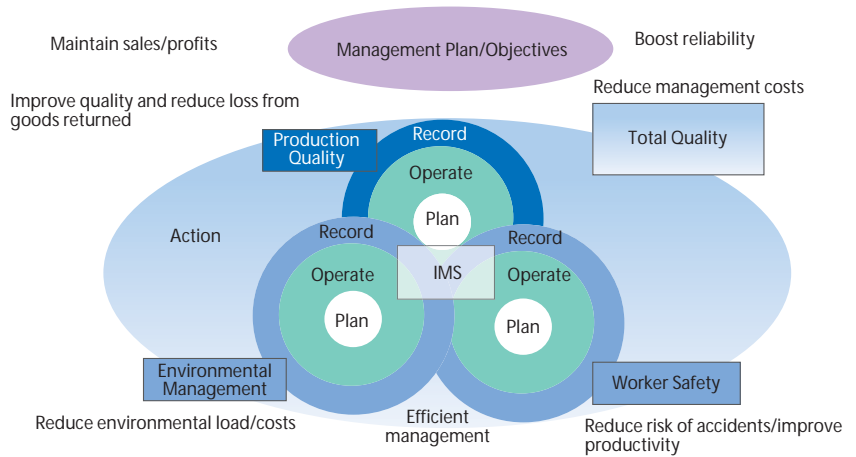 Maintain sales/profits
Management Plan/Objectives
Boost reliability
Reduce management costs
Improve quality and reduce loss from
goods returned
Total Quality
Production
Quality
Record
Operate
Plan
Action
Record
Record
Operate
IMS
Operate
Plan
Plan
Environmental
Management
Worker Safety
Reduce environmental load/costs
Efficient
management
Reduce risk of accidents/improve
productivity